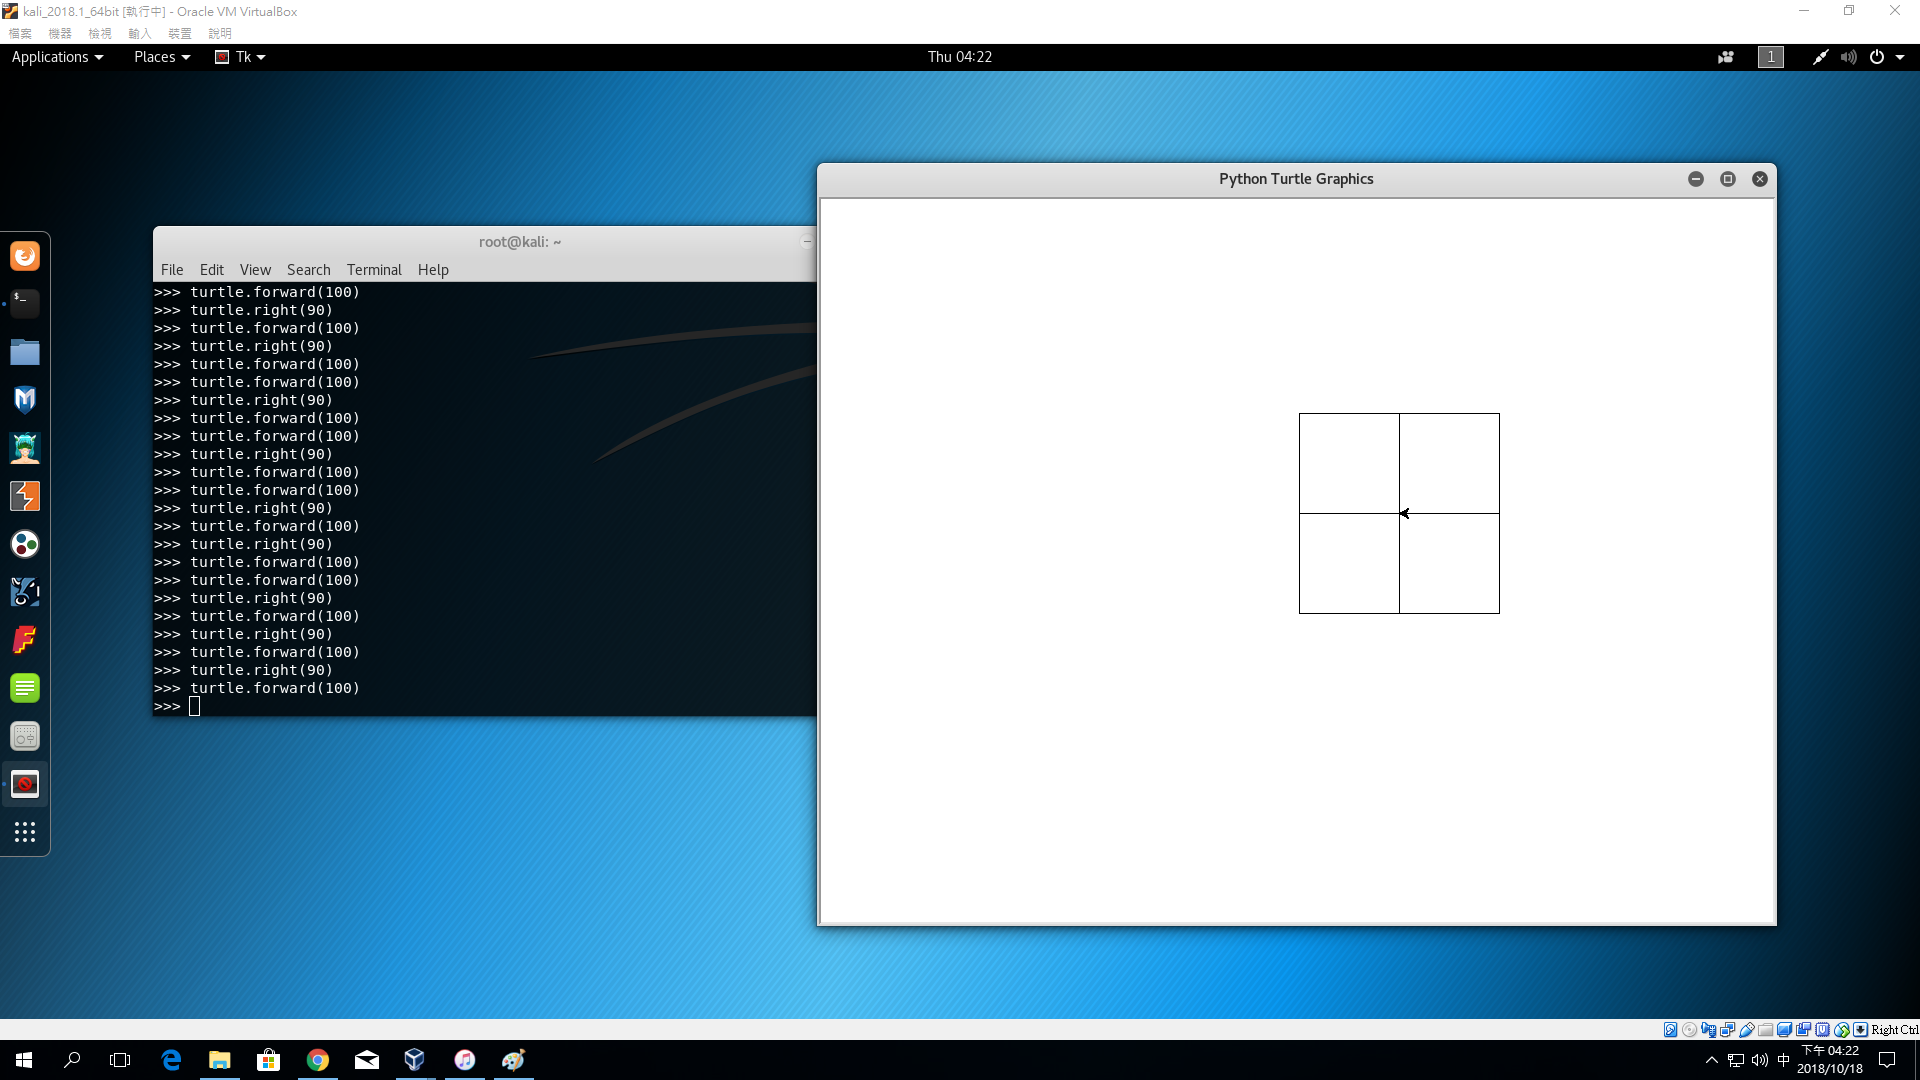 kali_2018.1_64bit [執行中] - Oracle VM VirtualBox
檔案 機器 檢視 輸入 裝置 說明
Applications Places Tk Thu 04:22 1
Python Turtle Graphics
root@kali: ~
File Edit View Search Terminal Help
>>> turtle.forward(100)
>>> turtle.right(90)
>>> turtle.forward(100)
>>> turtle.right(90)
>>> turtle.forward(100)
>>> turtle.forward(100)
>>> turtle.right(90)
>>> turtle.forward(100)
>>> turtle.forward(100)
>>> turtle.right(90)
>>> turtle.forward(100)
>>> turtle.forward(100)
>>> turtle.right(90)
>>> turtle.forward(100)
>>> turtle.right(90)
>>> turtle.forward(100)
>>> turtle.forward(100)
>>> turtle.right(90)
>>> turtle.forward(100)
>>> turtle.right(90)
>>> turtle.forward(100)
>>> turtle.right(90)
>>> turtle.forward(100)
>>>
Right Ctrl
中 下午 04:22
2018/10/18